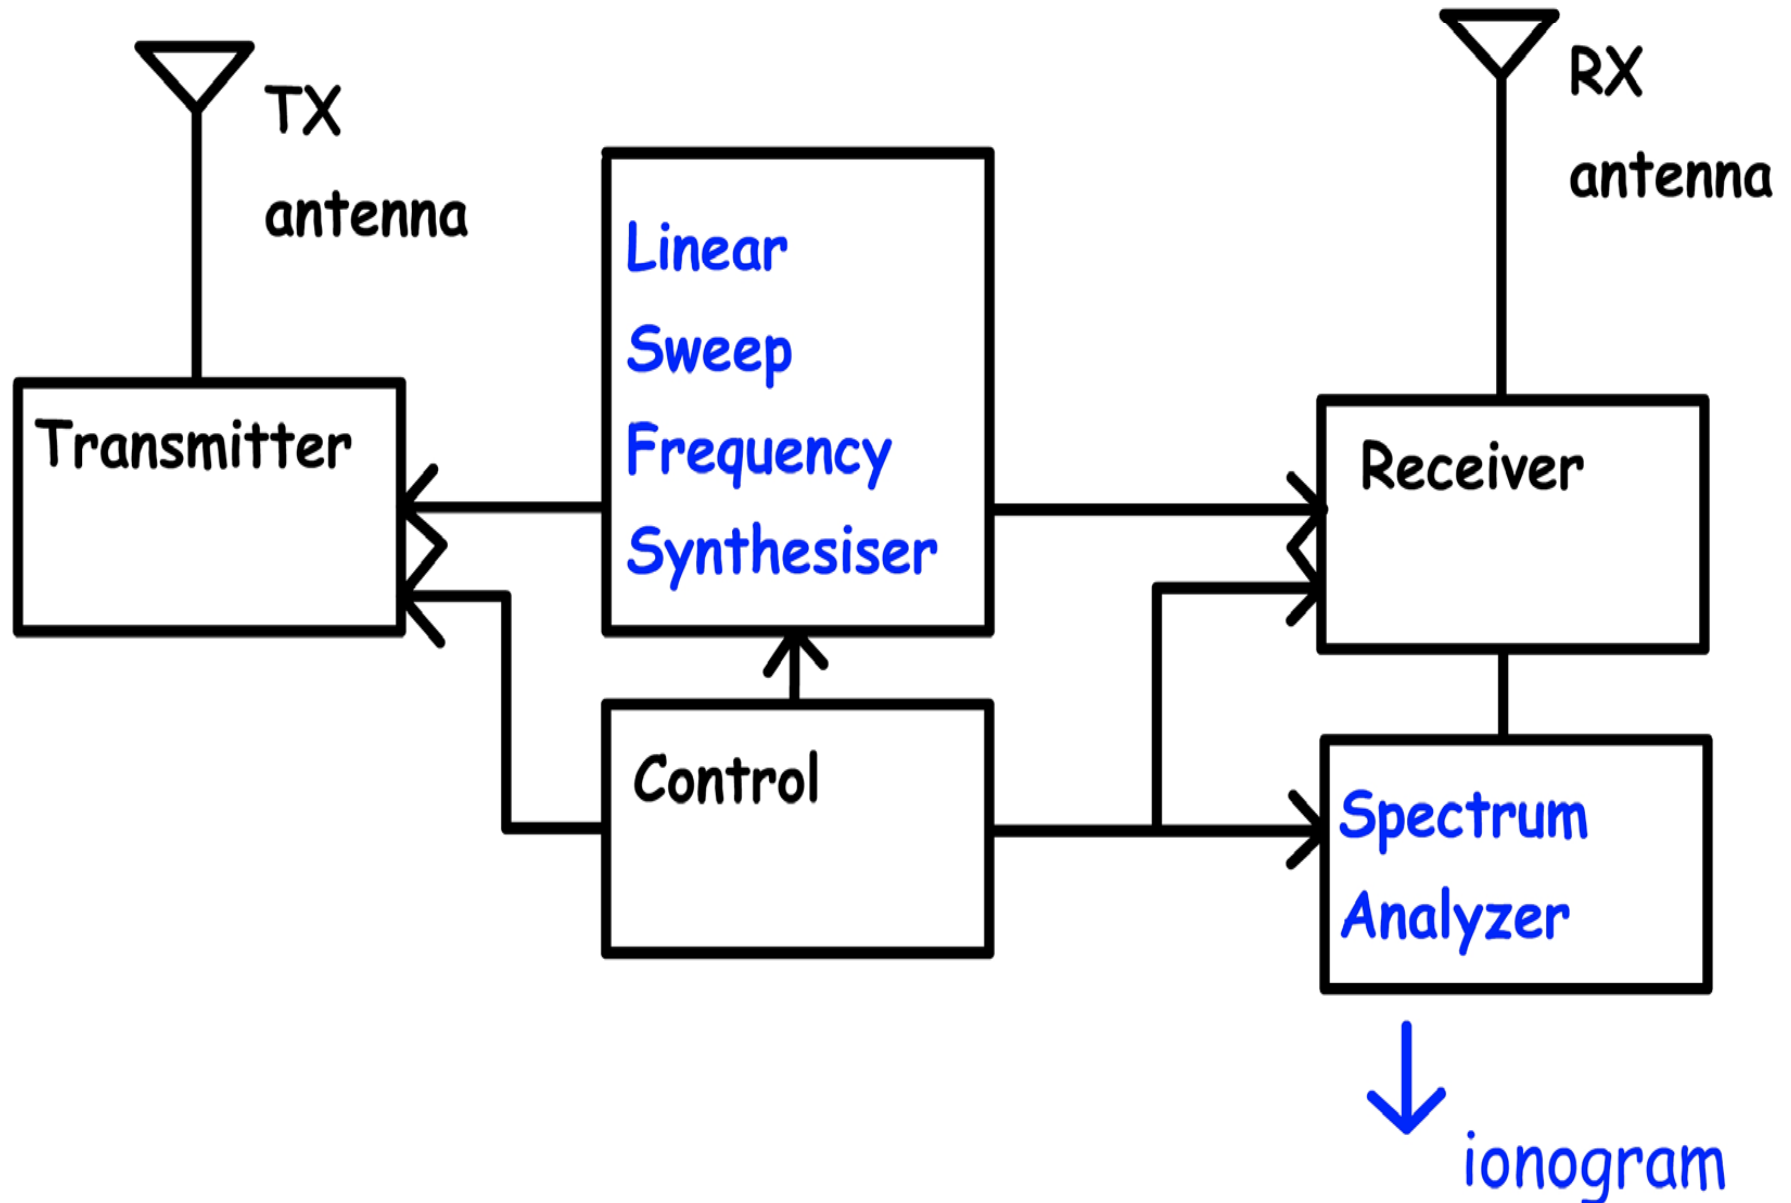 TX
antenna
RX
antenna
Linear
Sweep
Frequency
Synthesiser
Transmitter
Receiver
Control
Spectrum
Analyzer
ionogram